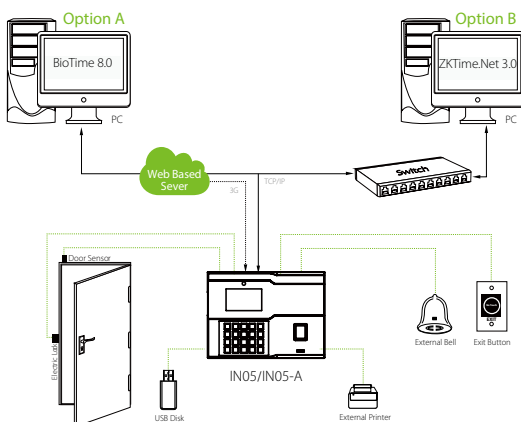 Option A
Option B
BioTime 8.0
ZKTime.Net 3.0
PC
PC
Web Based
Sever
3G
TCP/IP
Switch
Door Sensor
Electric Lock
IN05/IN05-A
External Bell
EXIT
Exit Button
USB Disk
External Printer